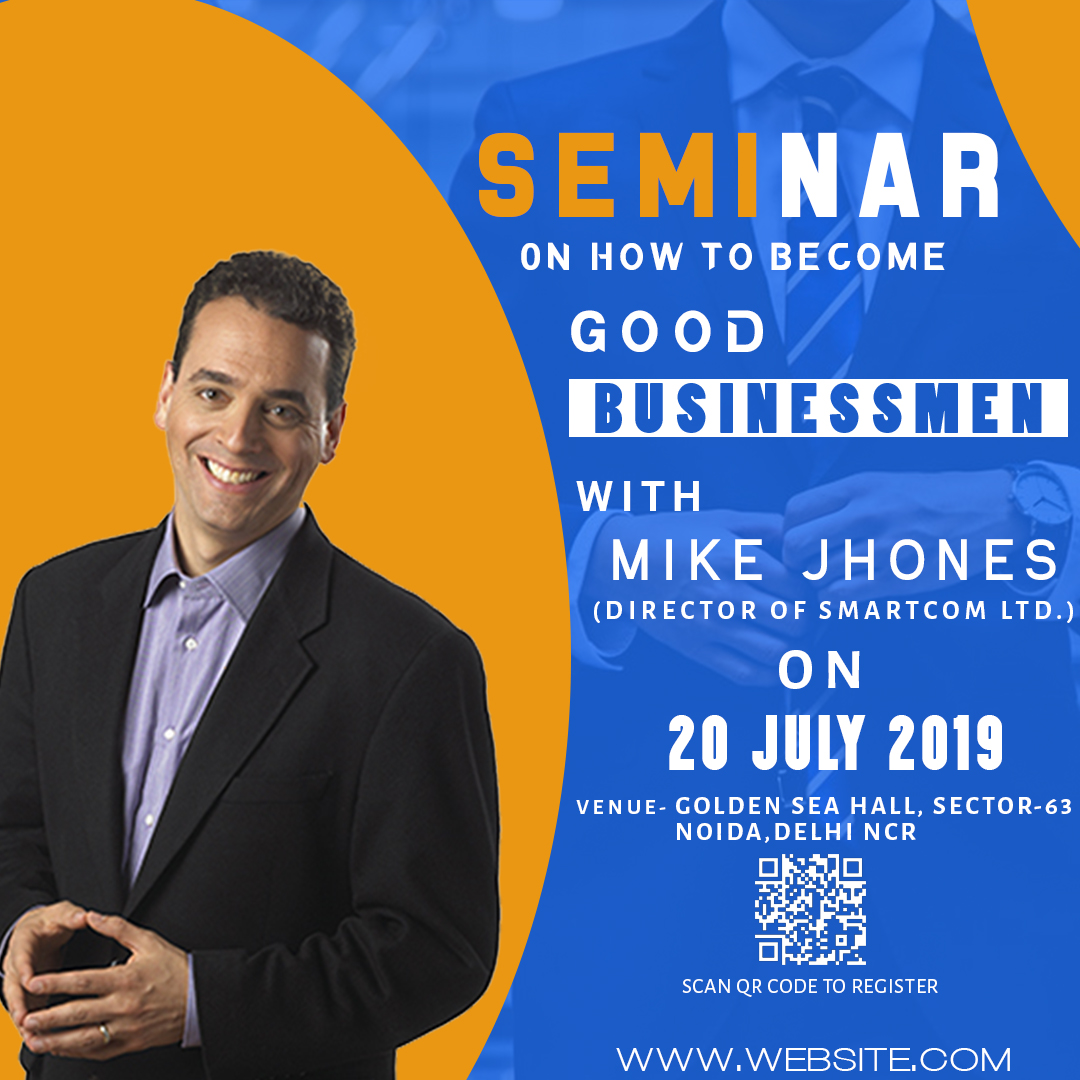 SEMINAR
0N HOW TO BECOME
GOOD
BUSINESSMEN
WITH
MIKE JHONES
(DIRECTOR OF SMARTCOM LTD.)
ON
20 JULY 2019
VENUE- GOLDEN SEA HALL, SECTOR-63
NOIDA,DELHI NCR
SCAN QR CODE TO REGISTER
WWW.WEBSITE.COM